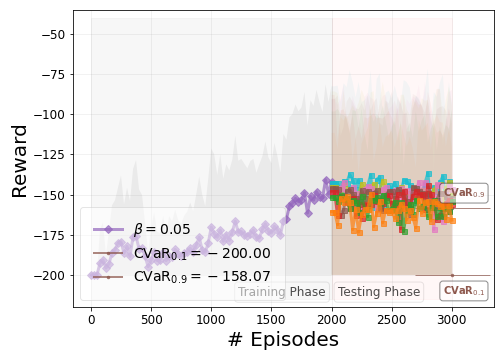 −50
−75
−100
−125
−150
−175
−200
Reward
β = 0.05
CVaR0.1 = − 200.00
CVaR0.9 = − 158.07
Training Phase
Testing Phase
CVaR0.9
CVaR0.1
0
500
1000
1500
2000
2500
3000
# Episodes